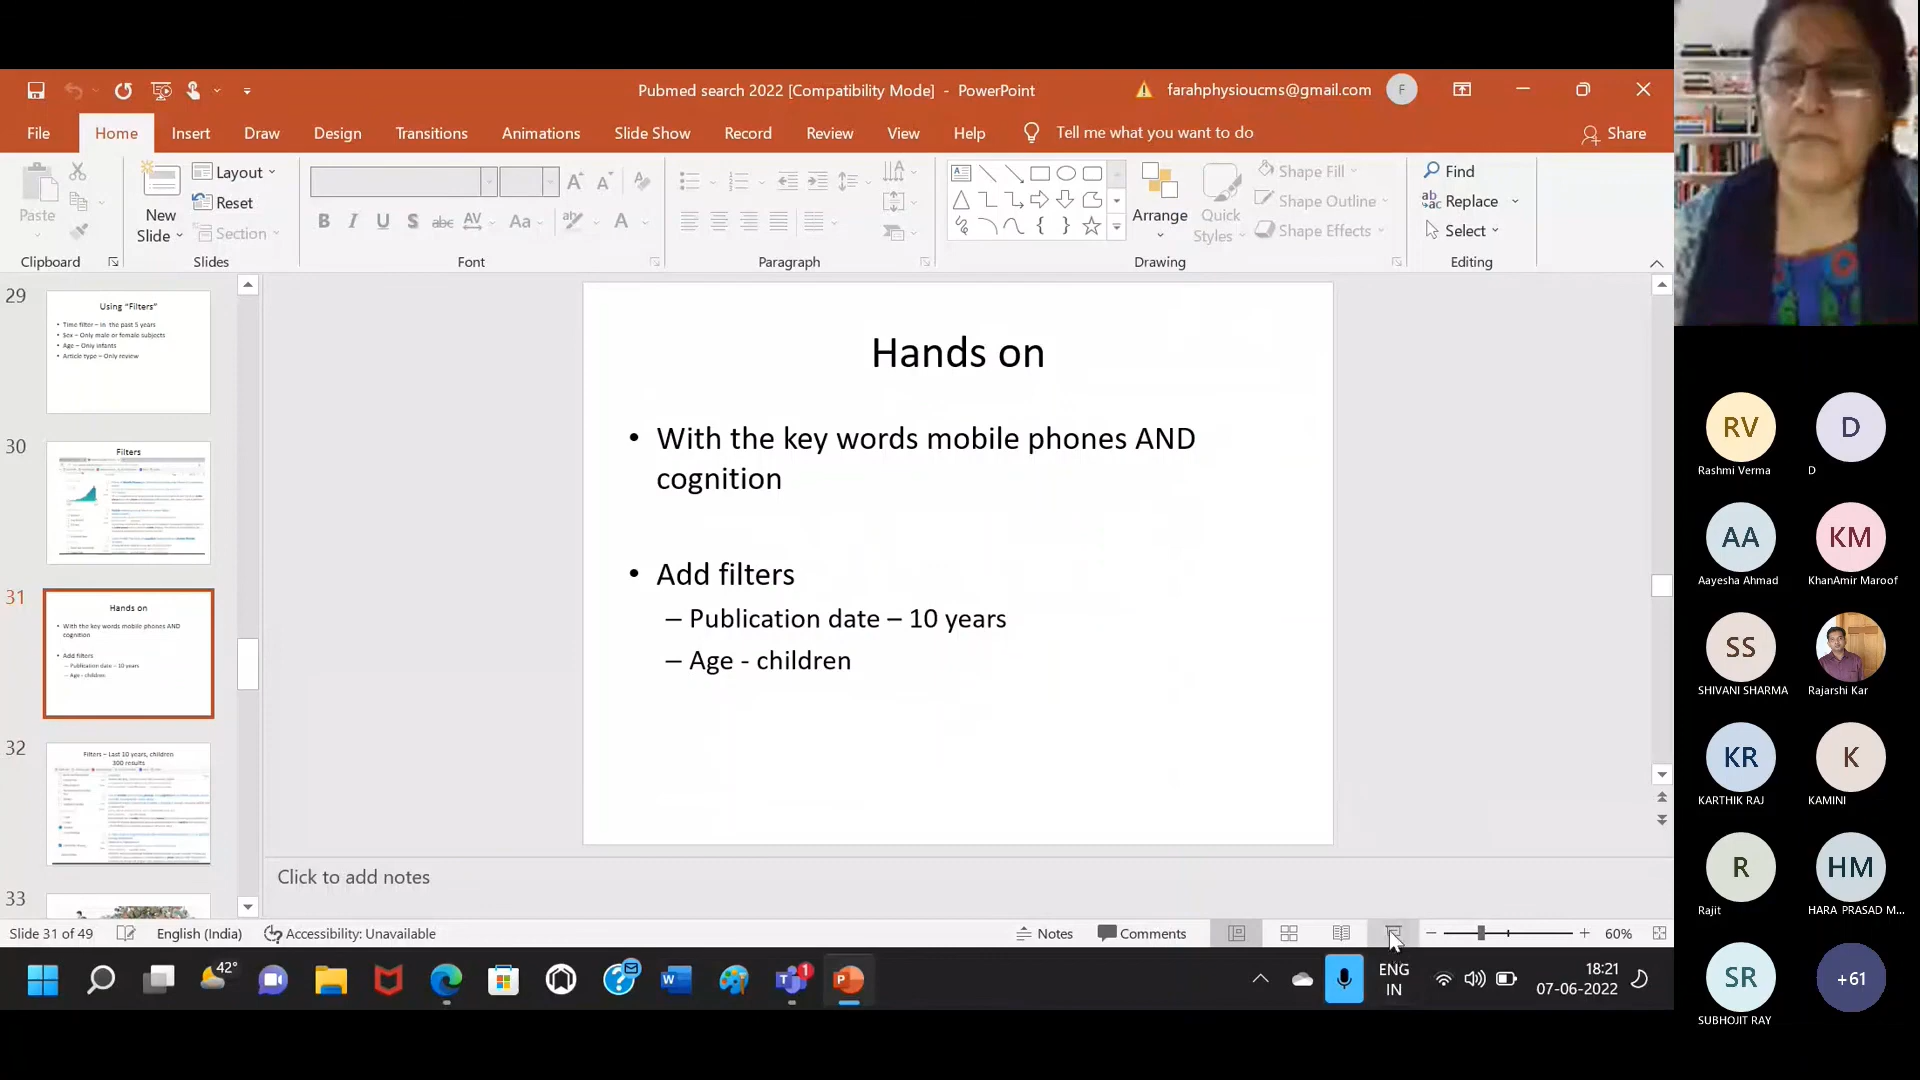 Pubmed search 2022 [Compatibility Mode] - PowerPoint
farahphysioucms@gmail.com
F
File
Home
Insert
Draw
Design
Transitions
Animations
Slide Show
Record
Review
View
Help
Tell me what you want to do
Share
Paste
New
Slide
Layout
Reset
Section
Arrange
Quick
Styles
Shape Fill
Shape Outline
Shape Effects
Find
Replace
Select
Clipboard
Slides
Font
Paragraph
Drawing
Editing
29
Using "Filters"
• Time filter – in the past 5 years
• Sex – Only male or female subjects
• Age – Only infants
• Article type – Only review
30
Filters
31
Hands on
• With the key words mobile phones AND
cognition
• Add filters
– Publication date – 10 years
– Age - children
32
Filters – Last 10 years, children
300 results
33
Hands on
• With the key words mobile phones AND
cognition
• Add filters
– Publication date – 10 years
– Age - children
Click to add notes
Slide 31 of 49
English (India)
Accessibility: Unavailable
Notes
Comments
60%
42°
1
ENG
IN
18:21
07-06-2022
RV
Rashmi Verma
D
D
AA
Aayesha Ahmad
KM
KhanAmir Maroof
SS
SHIVANI SHARMA
Rajarshi Kar
KR
KARTHIK RAJ
K
KAMINI
R
Rajit
HM
HARA PRASAD M...
SR
SUBHOJIT RAY
+61